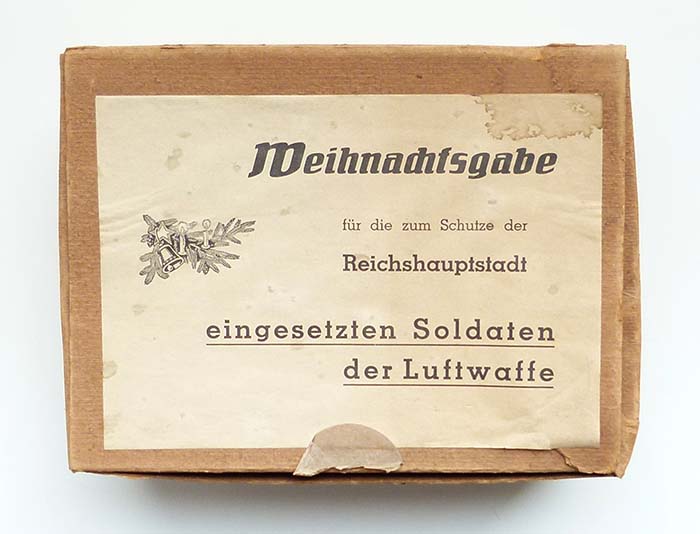 Weihnachtsgabe
für die zum Schutze der
Reichshauptstadt
eingesetzten Soldaten
der Luftwaffe